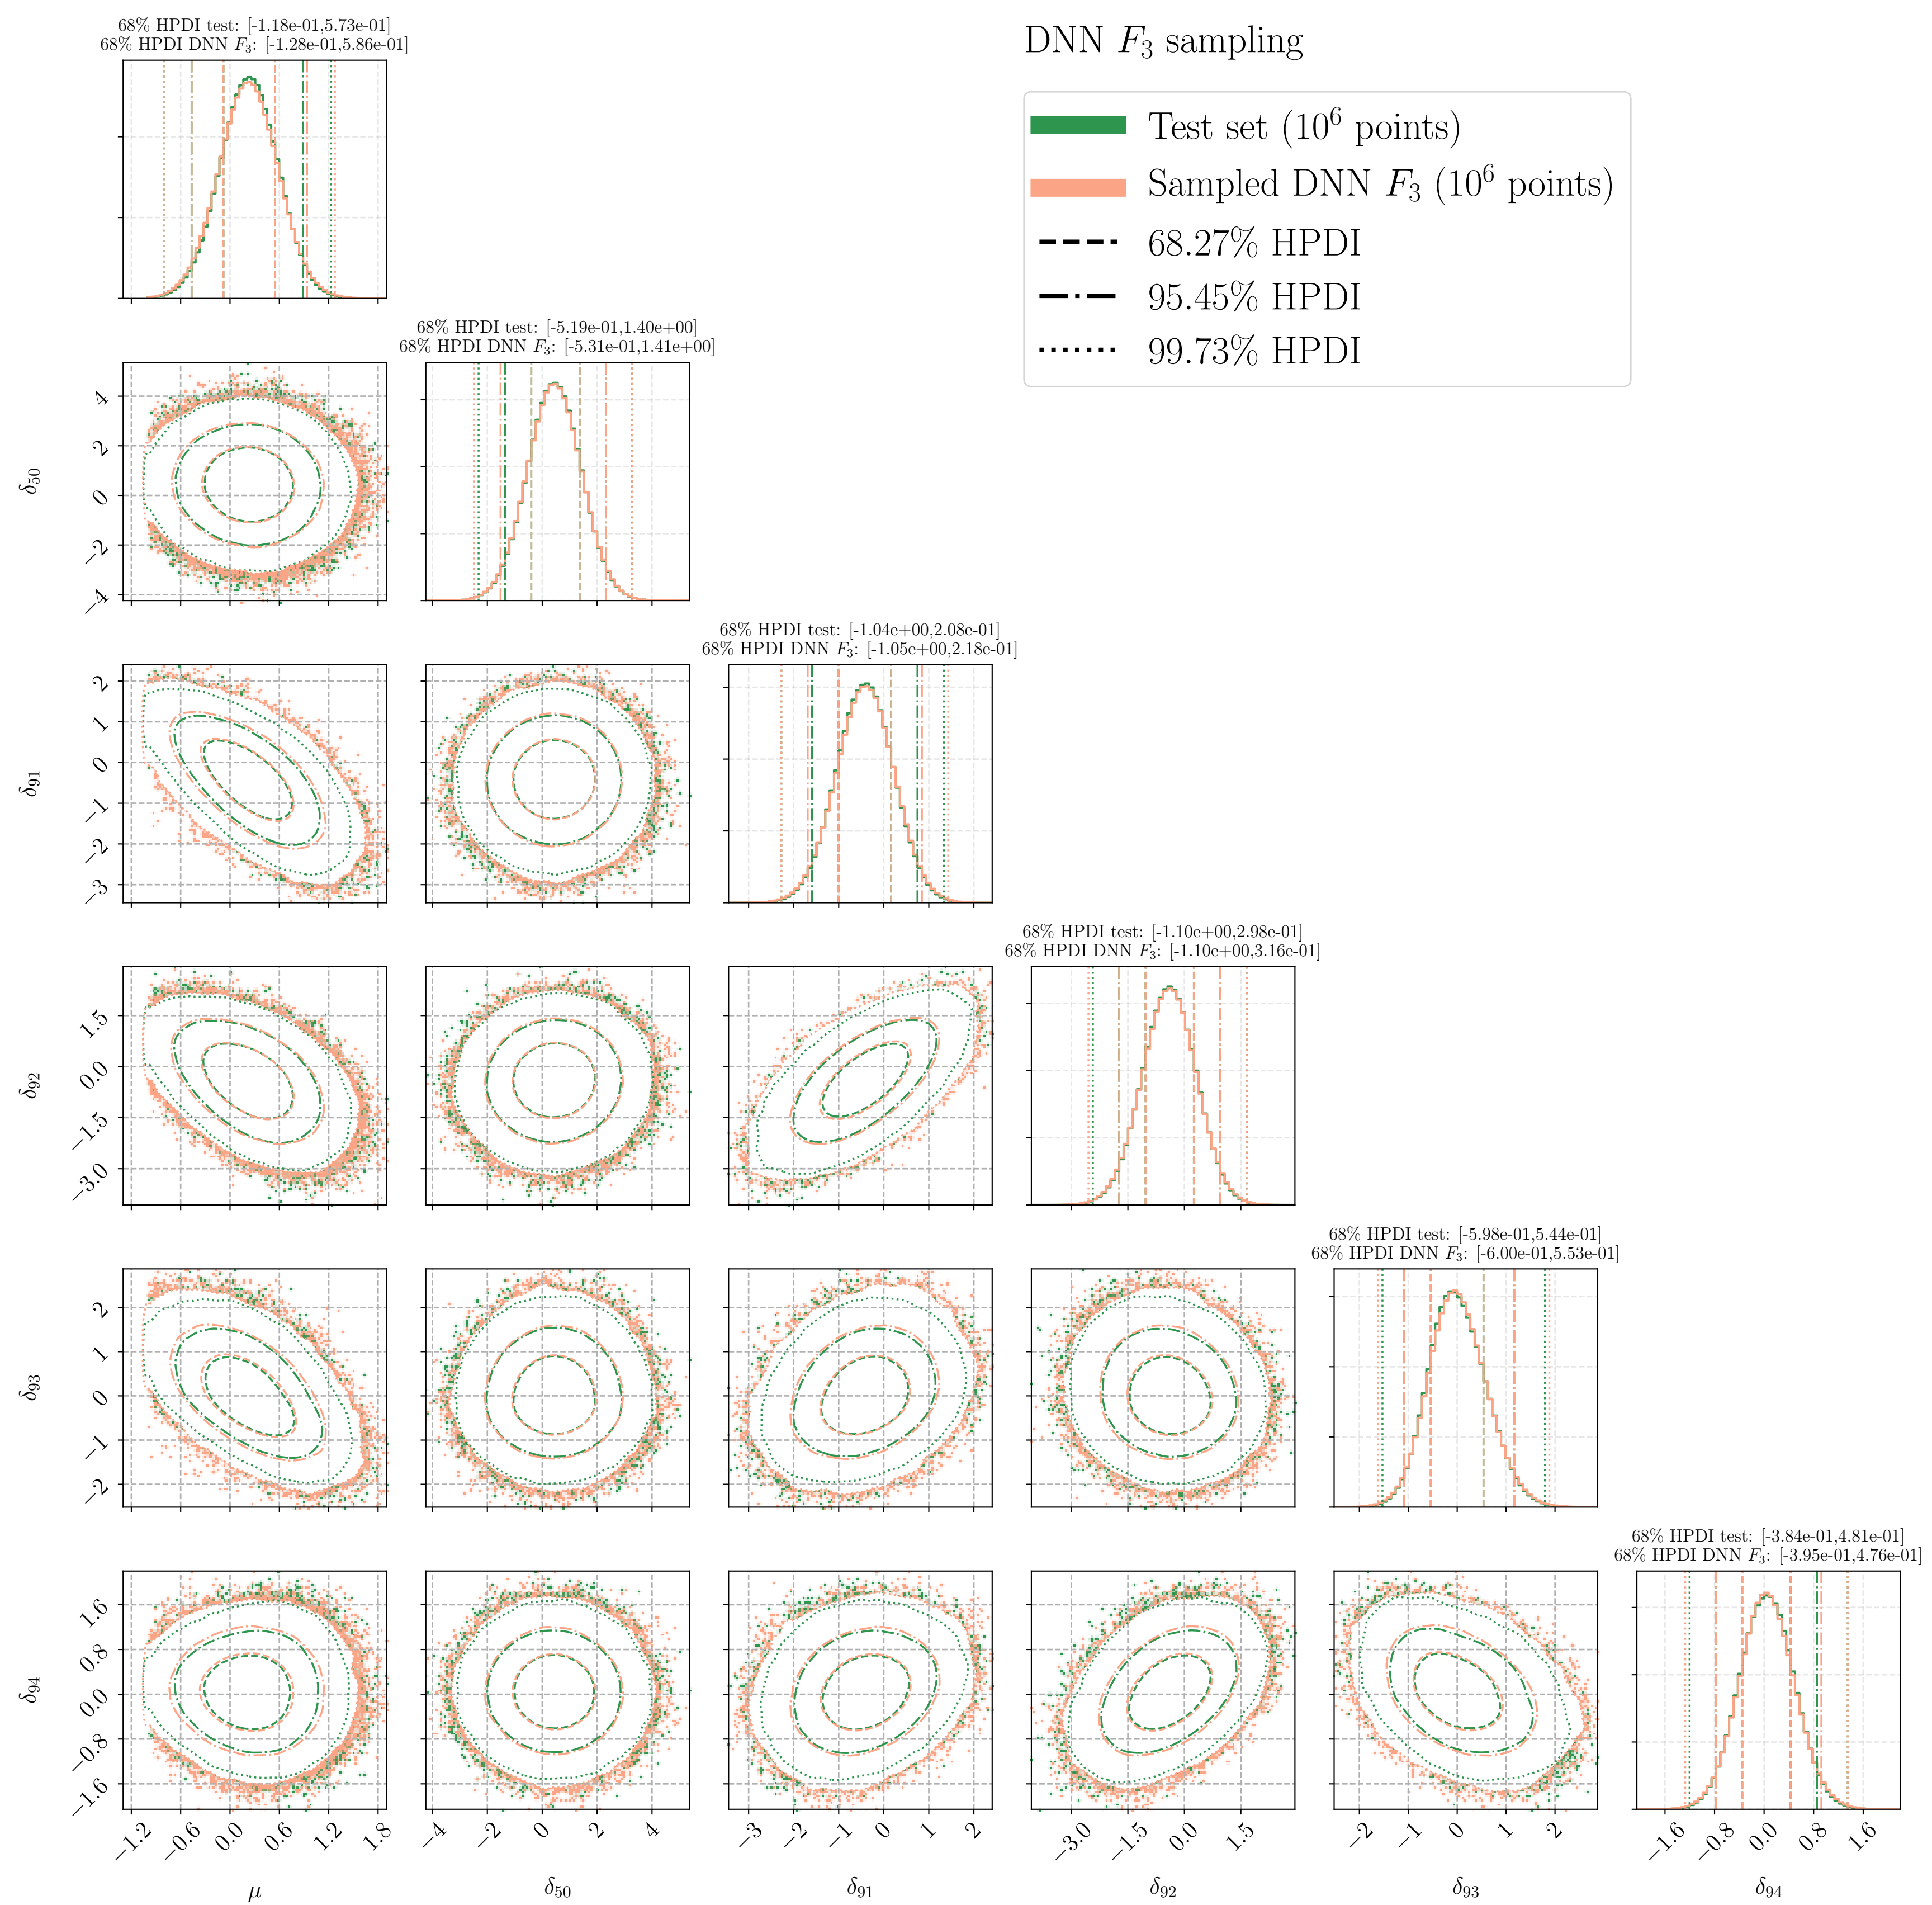 68% HPDI test: [-1.18e-01,5.73e-01]
68% HPDI DNN F₃: [-1.28e-01,5.86e-01]
DNN F₃ sampling
Test set (10⁶ points)
Sampled DNN F₃ (10⁶ points)
68.27% HPDI
95.45% HPDI
99.73% HPDI
68% HPDI test: [-5.19e-01,1.40e+00]
68% HPDI DNN F₃: [-5.31e-01,1.41e+00]
4
2
0
−2
−4
δ₅₀
68% HPDI test: [-1.04e+00,2.08e-01]
68% HPDI DNN F₃: [-1.05e+00,2.18e-01]
2
1
0
−1
−2
−3
δ₉₁
68% HPDI test: [-1.10e+00,2.98e-01]
68% HPDI DNN F₃: [-1.10e+00,3.16e-01]
1.5
0.0
−1.5
−3.0
δ₉₂
68% HPDI test: [-5.98e-01,5.44e-01]
68% HPDI DNN F₃: [-6.00e-01,5.53e-01]
2
1
0
−1
−2
δ₉₃
68% HPDI test: [-3.84e-01,4.81e-01]
68% HPDI DNN F₃: [-3.95e-01,4.76e-01]
1.6
0.8
0.0
−0.8
−1.6
δ₉₄
−1.2 −0.6 0.0 0.6 1.2 1.8
−4 −2 0 2 4
−3 −2 −1 0 1 2
−3.0 −1.5 0.0 1.5
−2 −1 0 1 2
−1.6 −0.8 0.0 0.8 1.6
μ
δ₅₀
δ₉₁
δ₉₂
δ₉₃
δ₉₄